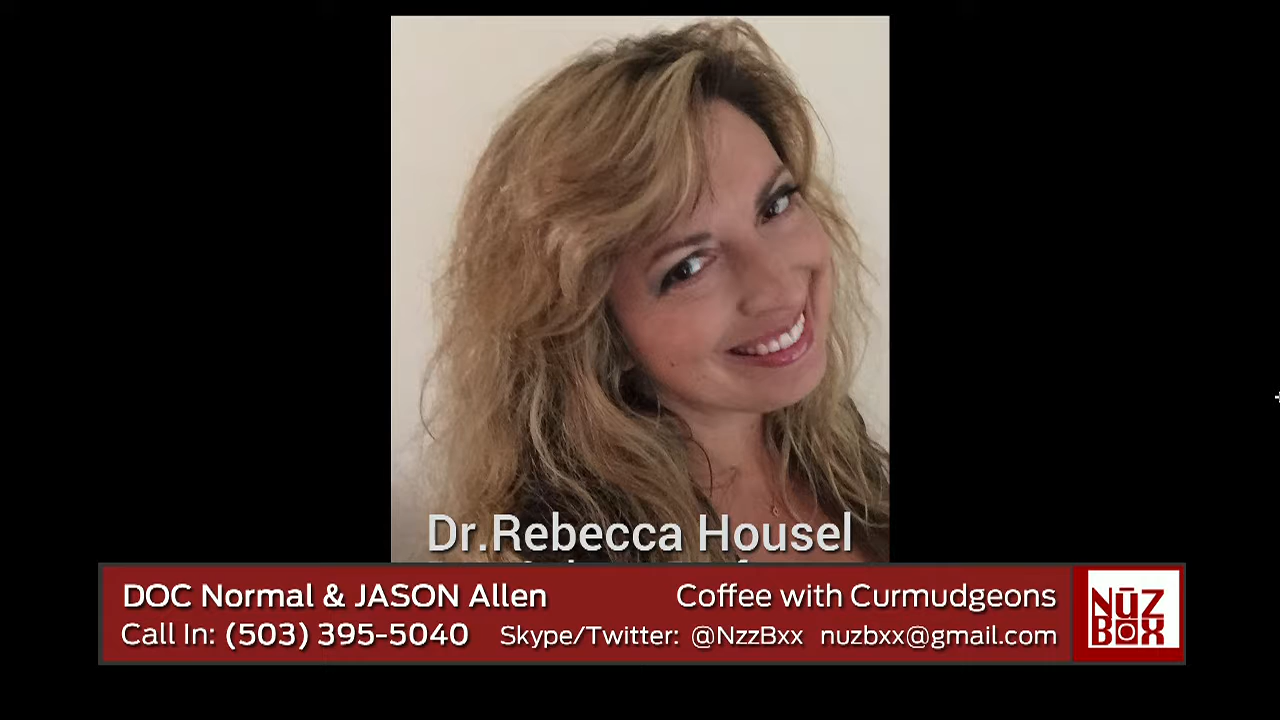 Dr.Rebecca Housel
DOC Normal & JASON Allen
Coffee with Curmudgeons
Call In: (503) 395-5040
Skype/Twitter: @NzzBxx nuzbxx@gmail.com
NŪZ
BOX